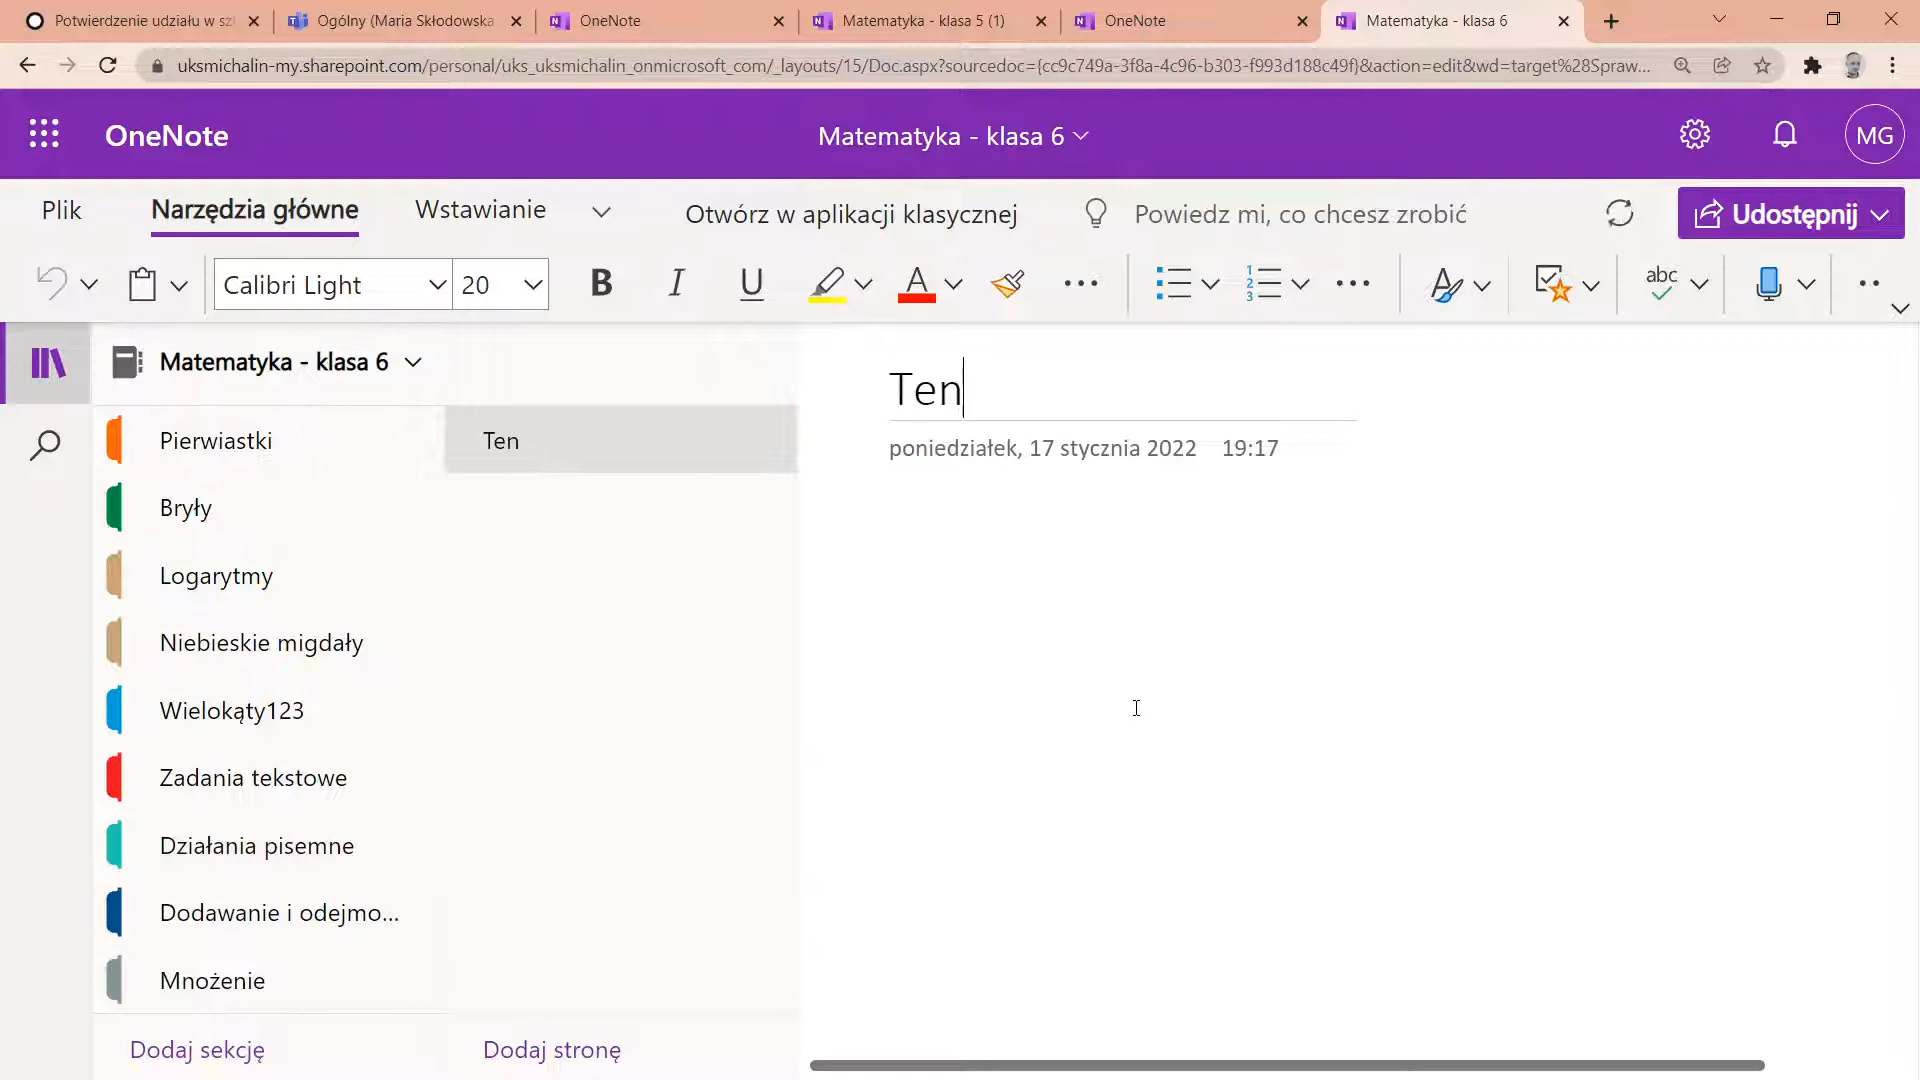 Potwierdzenie udziału w sz
Ogólny (Maria Skłodowska
OneNote
Matematyka - klasa 5 (1)
OneNote
Matematyka - klasa 6
uksmichalin-my.sharepoint.com/personal/uks_uksmichalin_onmicrosoft_com/_layouts/15/Doc.aspx?sourcedoc={cc9c749a-3f8a-4c96-b303-f993d188c49f}&action=edit&wd=target%28Spraw...
OneNote
Matematyka - klasa 6
MG
Plik
Narzędzia główne
Wstawianie
Otwórz w aplikacji klasycznej
Powiedz mi, co chcesz zrobić
Udostępnij
Calibri Light
20
B
I
U
A
1
2
3
A
abc
Matematyka - klasa 6
Pierwiastki
Bryły
Logarytmy
Niebieskie migdały
Wielokąty123
Zadania tekstowe
Działania pisemne
Dodawanie i odejmo...
Mnożenie
Dodaj sekcję
Ten
Dodaj stronę
Ten
poniedziałek, 17 stycznia 2022 19:17